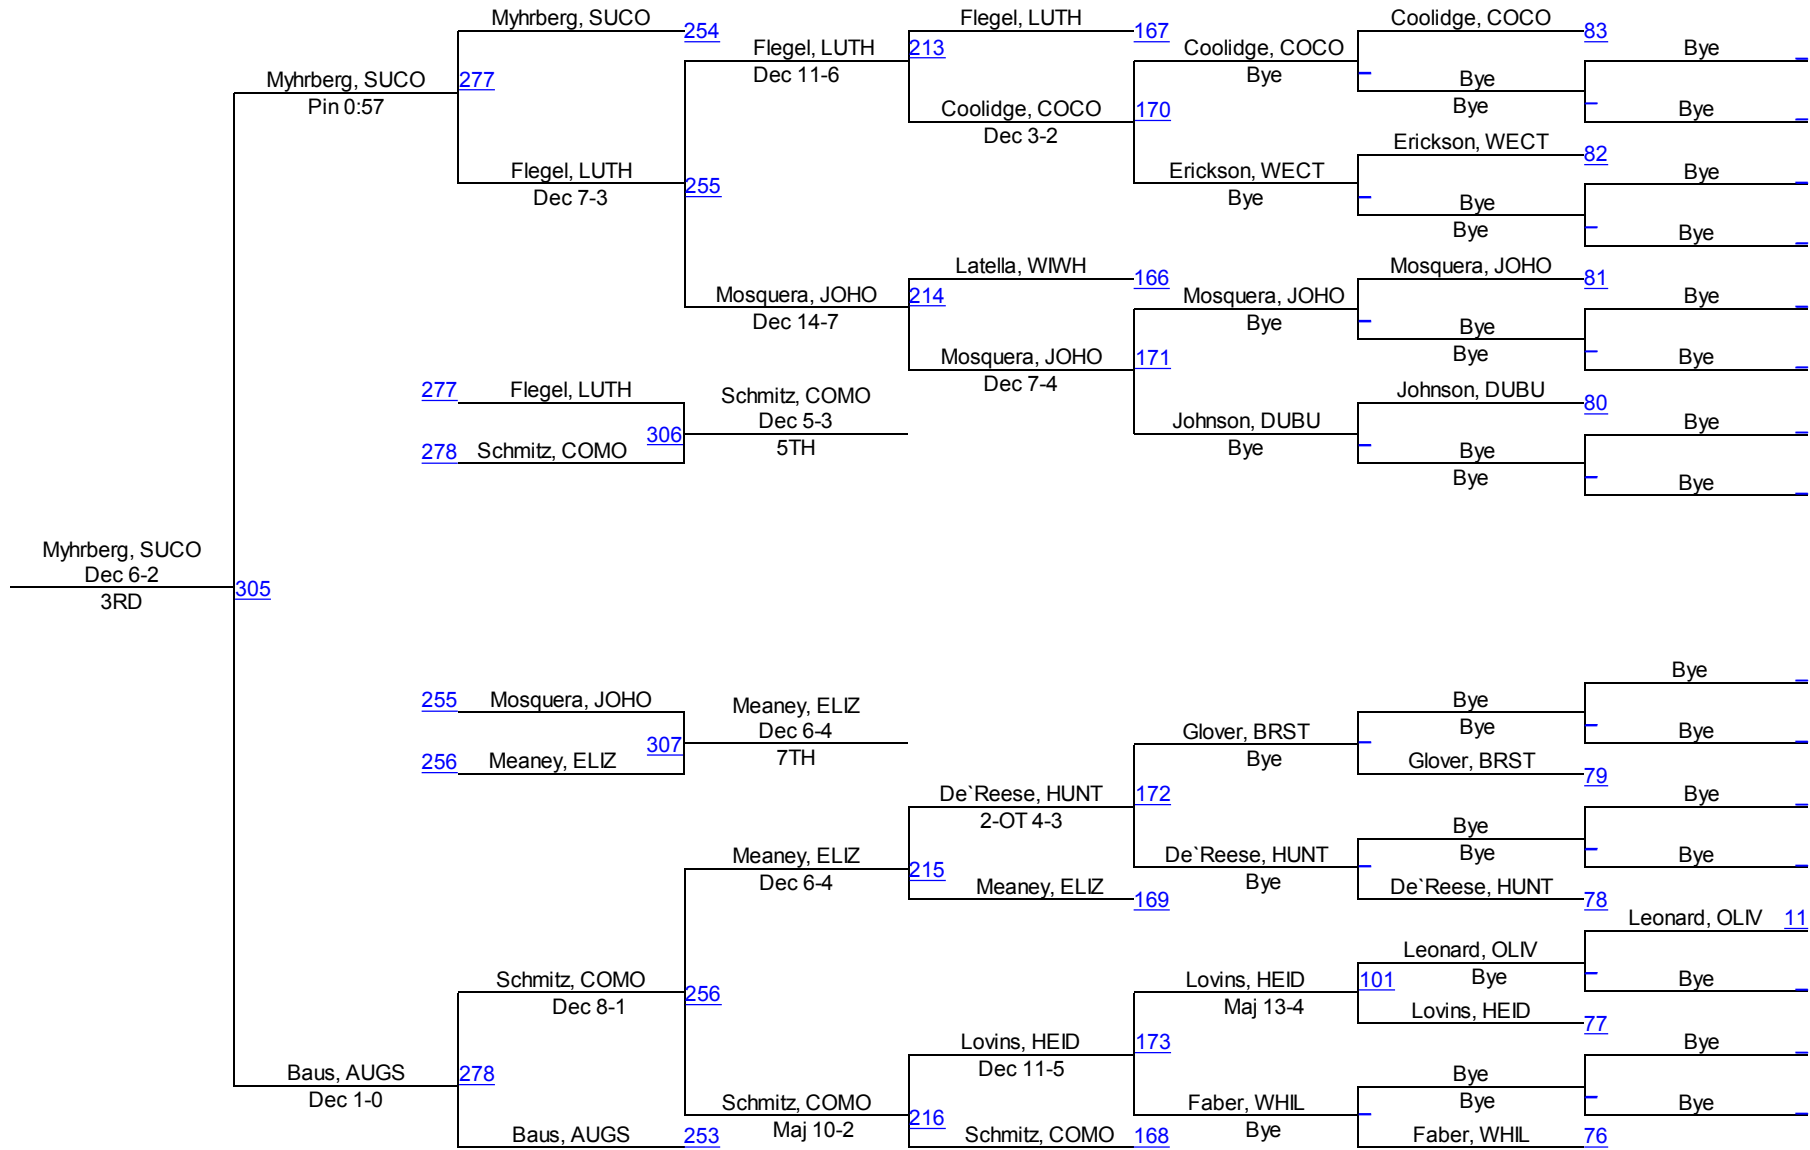 Myhrberg, SUCO
254
Flegel, LUTH
167
Coolidge, COCO
83
Flegel, LUTH
213
Dec 11-6
Coolidge, COCO
Bye
Bye
Myhrberg, SUCO
277
Pin 0:57
Bye
Bye
Bye
Coolidge, COCO
170
Dec 3-2
Erickson, WECT
82
Flegel, LUTH
255
Dec 7-3
Erickson, WECT
Bye
Bye
Bye
Bye
Bye
Latella, WIWH
166
Mosquera, JOHO
81
Mosquera, JOHO
214
Dec 14-7
Mosquera, JOHO
Bye
Bye
Bye
Bye
Bye
Mosquera, JOHO
171
Dec 7-4
277
Flegel, LUTH
Schmitz, COMO
Dec 5-3
306
5TH
278
Schmitz, COMO
Johnson, DUBU
80
Johnson, DUBU
Bye
Bye
Bye
Bye
Bye
Myhrberg, SUCO
Dec 6-2
305
3RD
255
Mosquera, JOHO
Meaney, ELIZ
Dec 6-4
307
7TH
256
Meaney, ELIZ
Bye
Bye
Bye
Bye
Glover, BRST
Bye
Glover, BRST
79
De`Reese, HUNT
172
2-OT 4-3
Bye
Bye
Bye
Bye
Meaney, ELIZ
215
Dec 6-4
De`Reese, HUNT
Bye
Meaney, ELIZ
169
De`Reese, HUNT
78
Leonard, OLIV
11
Leonard, OLIV
Bye
Bye
Schmitz, COMO
256
Dec 8-1
Lovins, HEID
101
Maj 13-4
Lovins, HEID
77
Lovins, HEID
173
Dec 11-5
Bye
Bye
Bye
Bye
Baus, AUGS
278
Dec 1-0
Schmitz, COMO
216
Maj 10-2
Faber, WHIL
Bye
Baus, AUGS
253
Schmitz, COMO
168
Faber, WHIL
76